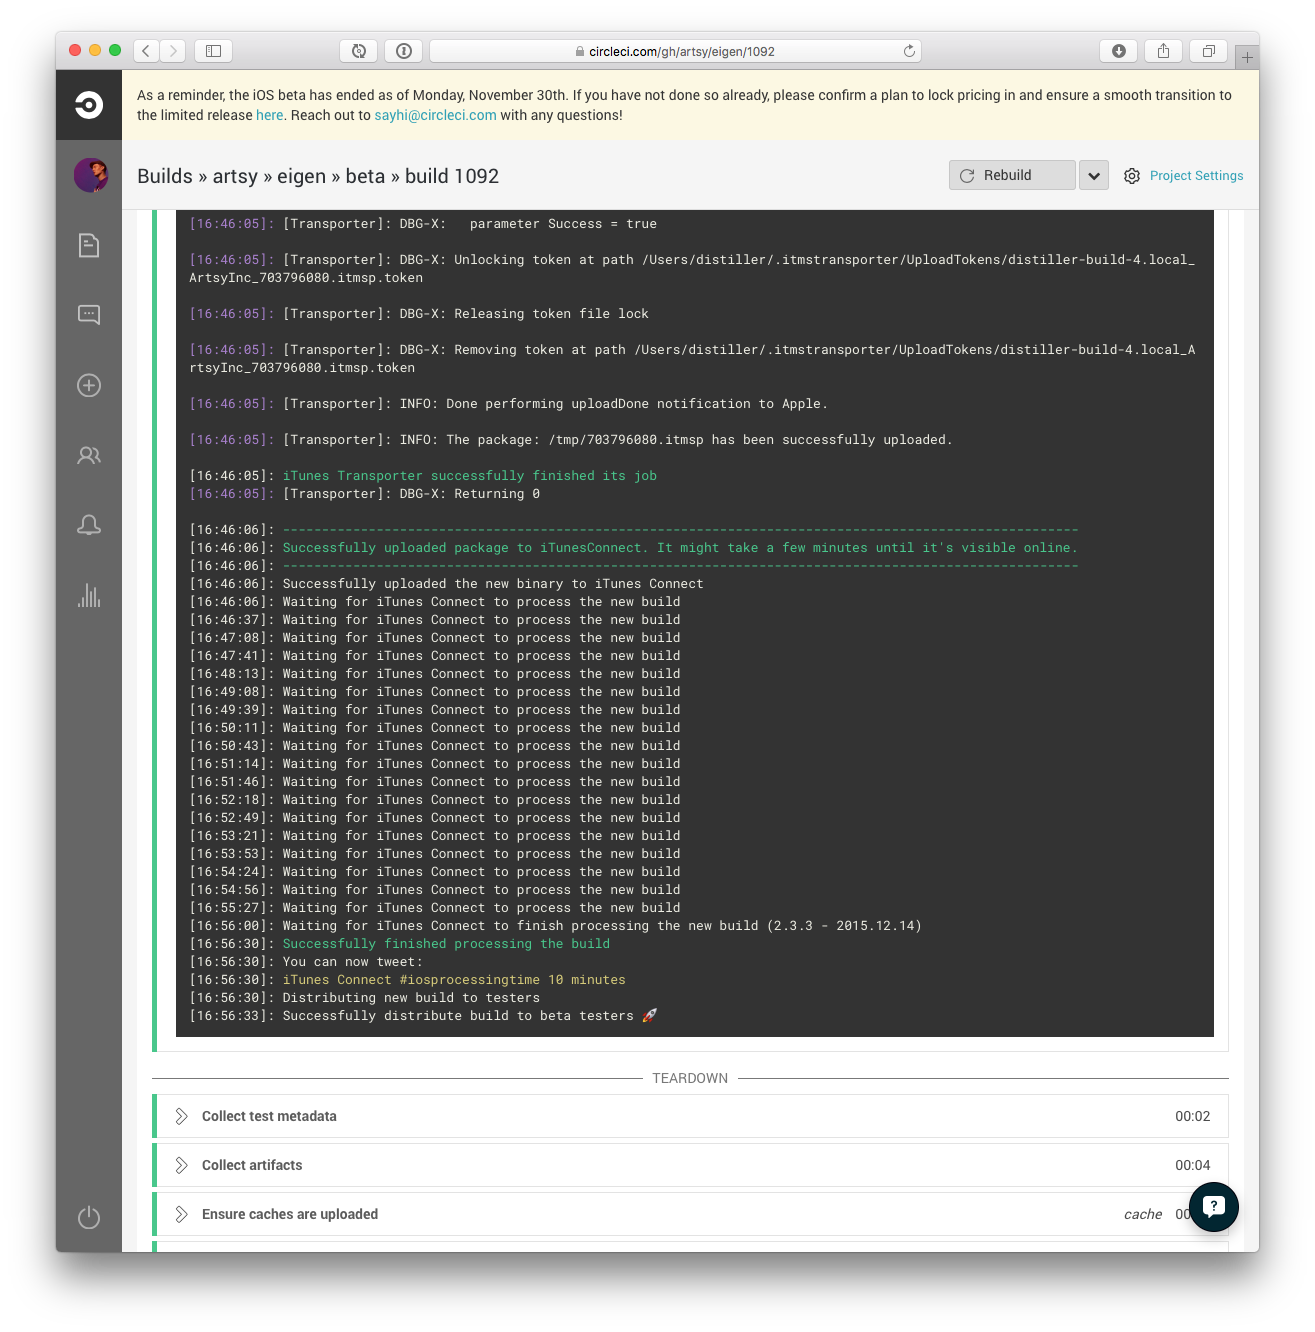 circleci.com/gh/artsy/eigen/1092
As a reminder, the iOS beta has ended as of Monday, November 30th. If you have not done so already, please confirm a plan to lock pricing in and ensure a smooth transition to
the limited release here. Reach out to sayhi@circleci.com with any questions!
Builds » artsy » eigen » beta » build 1092
Rebuild
Project Settings
[16:46:05]: [Transporter]: DBG-X:   parameter Success = true
[16:46:05]: [Transporter]: DBG-X: Unlocking token at path /Users/distiller/.itmstransporter/UploadTokens/distiller-build-4.local_
ArtsyInc_703796080.itmsp.token
[16:46:05]: [Transporter]: DBG-X: Releasing token file lock
[16:46:05]: [Transporter]: DBG-X: Removing token at path /Users/distiller/.itmstransporter/UploadTokens/distiller-build-4.local_A
rtsyInc_703796080.itmsp.token
[16:46:05]: [Transporter]: INFO: Done performing uploadDone notification to Apple.
[16:46:05]: [Transporter]: INFO: The package: /tmp/703796080.itmsp has been successfully uploaded.
[16:46:05]: iTunes Transporter successfully finished its job
[16:46:05]: [Transporter]: DBG-X: Returning 0
[16:46:06]: ------------------------------------------------------------------------------------------------------
[16:46:06]: Successfully uploaded package to iTunesConnect. It might take a few minutes until it's visible online.
[16:46:06]: ------------------------------------------------------------------------------------------------------
[16:46:06]: Successfully uploaded the new binary to iTunes Connect
[16:46:06]: Waiting for iTunes Connect to process the new build
[16:46:37]: Waiting for iTunes Connect to process the new build
[16:47:08]: Waiting for iTunes Connect to process the new build
[16:47:41]: Waiting for iTunes Connect to process the new build
[16:48:13]: Waiting for iTunes Connect to process the new build
[16:49:08]: Waiting for iTunes Connect to process the new build
[16:49:39]: Waiting for iTunes Connect to process the new build
[16:50:11]: Waiting for iTunes Connect to process the new build
[16:50:43]: Waiting for iTunes Connect to process the new build
[16:51:14]: Waiting for iTunes Connect to process the new build
[16:51:46]: Waiting for iTunes Connect to process the new build
[16:52:18]: Waiting for iTunes Connect to process the new build
[16:52:49]: Waiting for iTunes Connect to process the new build
[16:53:21]: Waiting for iTunes Connect to process the new build
[16:53:53]: Waiting for iTunes Connect to process the new build
[16:54:24]: Waiting for iTunes Connect to process the new build
[16:54:56]: Waiting for iTunes Connect to process the new build
[16:55:27]: Waiting for iTunes Connect to process the new build
[16:56:00]: Waiting for iTunes Connect to finish processing the new build (2.3.3 - 2015.12.14)
[16:56:30]: Successfully finished processing the build
[16:56:30]: You can now tweet:
[16:56:30]: iTunes Connect #iosprocessingtime 10 minutes
[16:56:30]: Distributing new build to testers
[16:56:33]: Successfully distribute build to beta testers 🚀
TEARDOWN
Collect test metadata 00:02
Collect artifacts 00:04
Ensure caches are uploaded cache